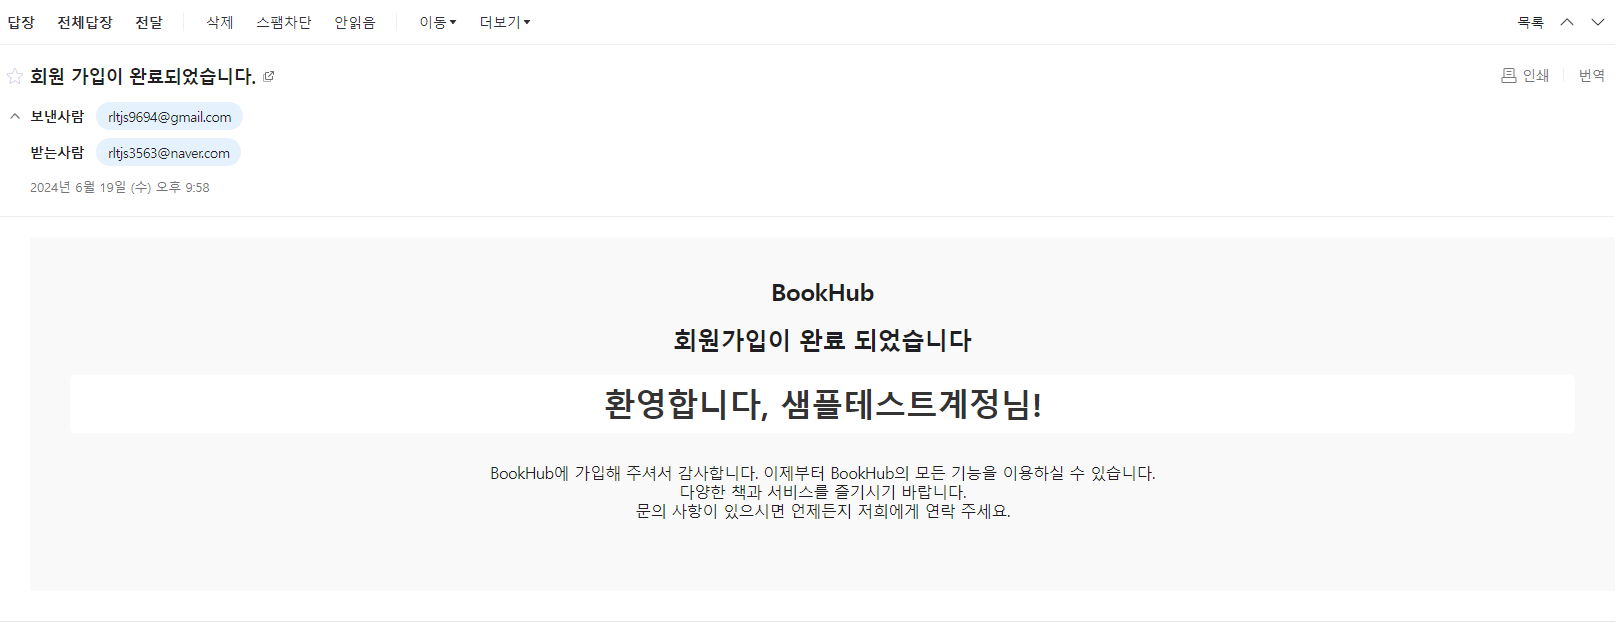 답장 전체답장 전달 삭제 스팸차단 안읽음 이동 더보기 목록
회원 가입이 완료되었습니다. 인쇄 번역
보낸사람 rltjs9694@gmail.com
받는사람 rltjs3563@naver.com
2024년 6월 19일 (수) 오후 9:58
BookHub
회원가입이 완료 되었습니다
환영합니다, 샘플테스트계정님!
BookHub에 가입해 주셔서 감사합니다. 이제부터 BookHub의 모든 기능을 이용하실 수 있습니다.
다양한 책과 서비스를 즐기시기 바랍니다.
문의 사항이 있으시면 언제든지 저희에게 연락 주세요.